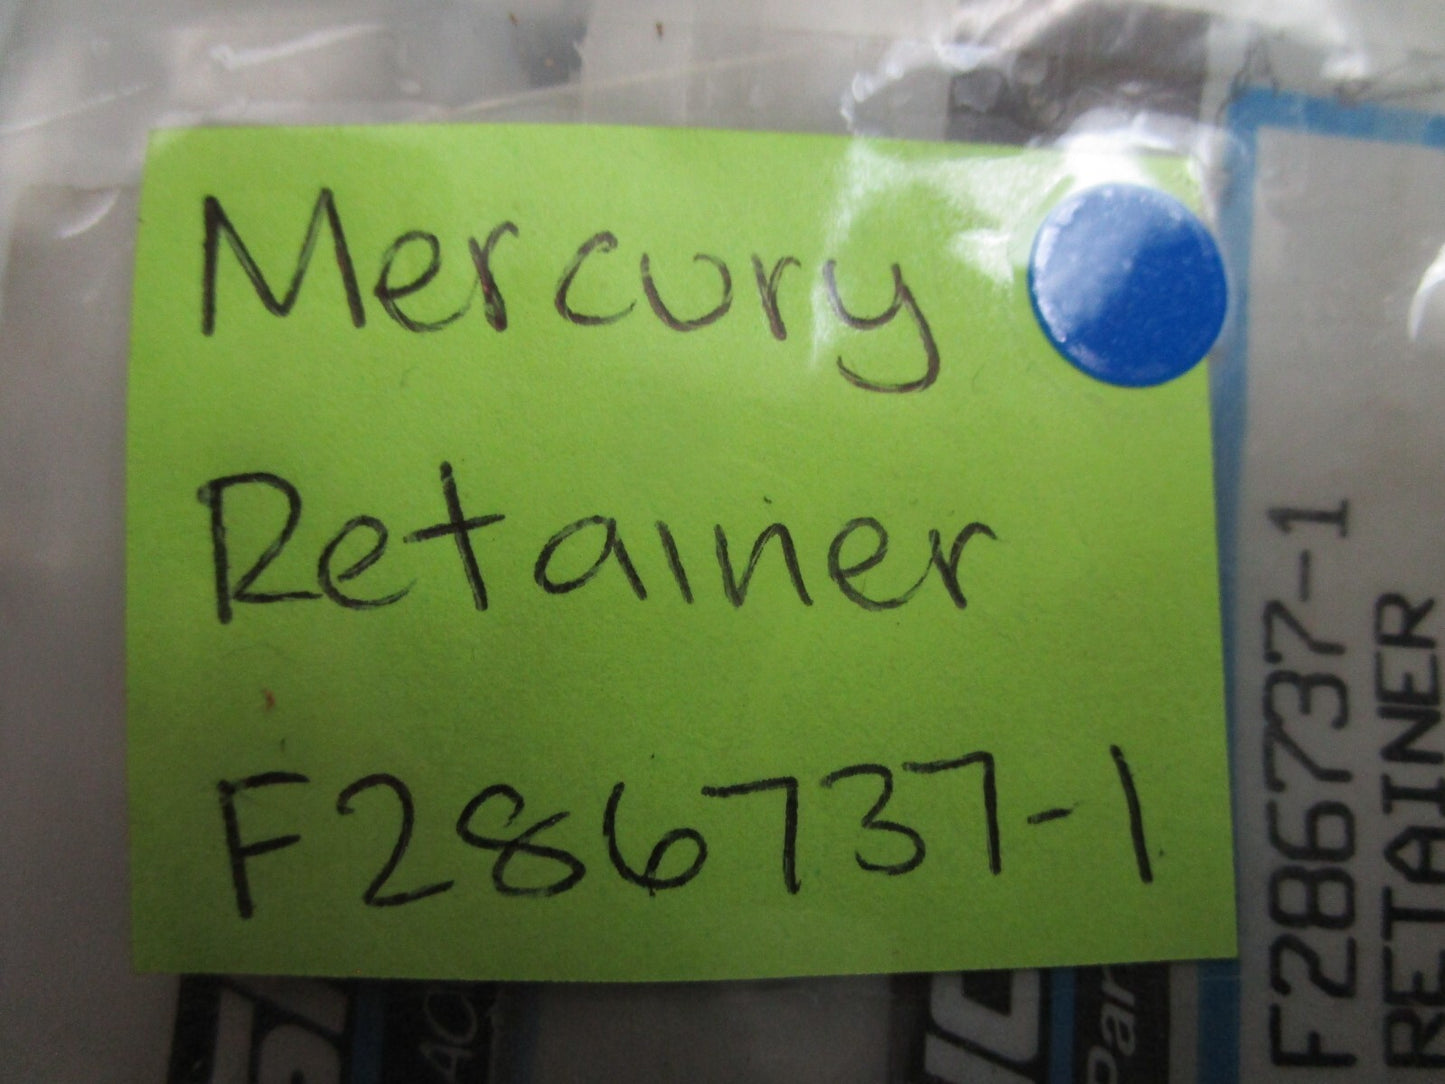 Mercury
Retainer
F286737-1
F286737-1
RETAINER